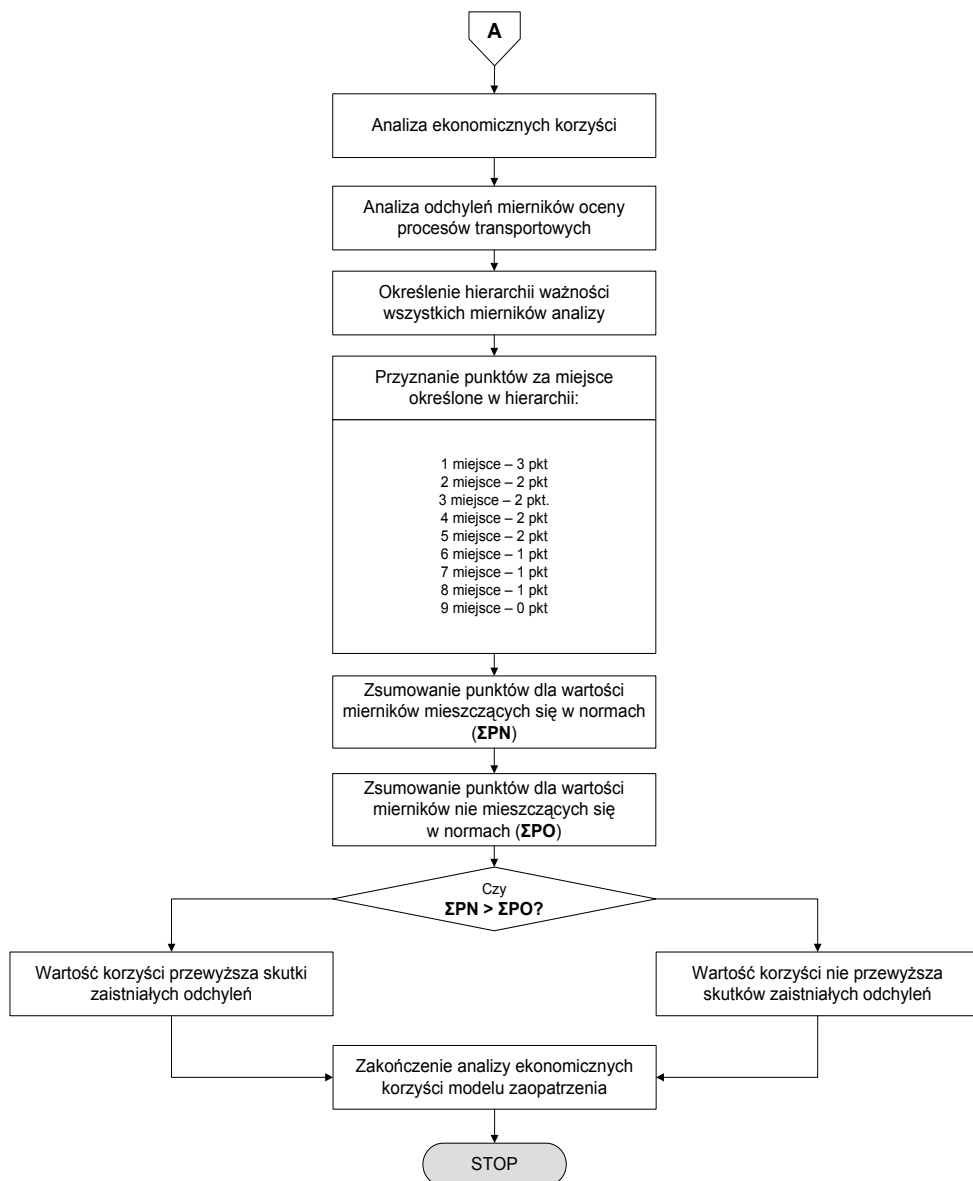 A
Analiza ekonomicznych korzyści
Analiza odchyleń mierników oceny
procesów transportowych
Określenie hierarchii ważności
wszystkich mierników analizy
Przyznanie punktów za miejsce
określone w hierarchii:
1 miejsce – 3 pkt
2 miejsce – 2 pkt
3 miejsce – 2 pkt.
4 miejsce – 2 pkt
5 miejsce – 2 pkt
6 miejsce – 1 pkt
7 miejsce – 1 pkt
8 miejsce – 1 pkt
9 miejsce – 0 pkt
Zsumowanie punktów dla wartości
mierników mieszczących się w normach
(ΣPN)
Zsumowanie punktów dla wartości
mierników nie mieszczących się
w normach (ΣPO)
Czy
ΣPN > ΣPO?
Wartość korzyści przewyższa skutki
zaistniałych odchyleń
Wartość korzyści nie przewyższa
skutków zaistniałych odchyleń
Zakończenie analizy ekonomicznych
korzyści modelu zaopatrzenia
STOP